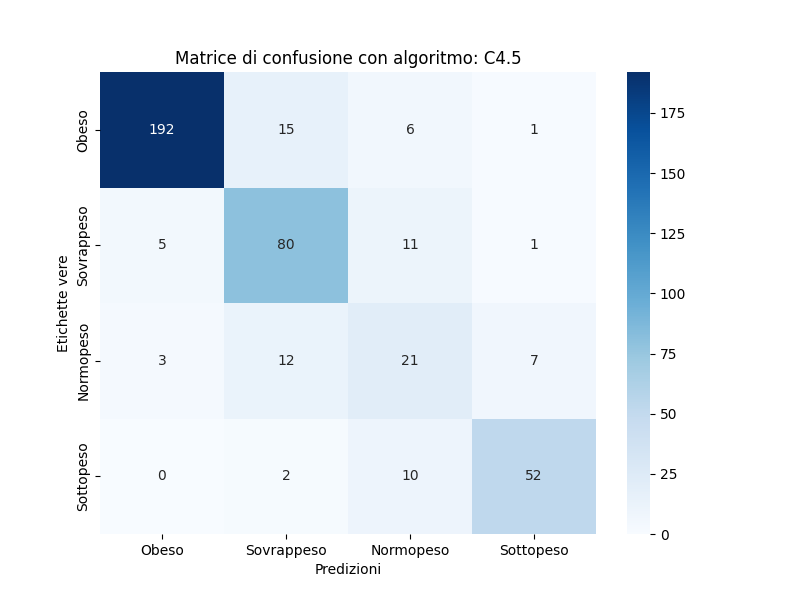 Matrice di confusione con algoritmo: C4.5
Etichette vere
Obeso 192 15 6 1
Sovrappeso 5 80 11 1
Normopeso 3 12 21 7
Sottopeso 0 2 10 52
Obeso Sovrappeso Normopeso Sottopeso
Predizioni
175
150
125
100
75
50
25
0